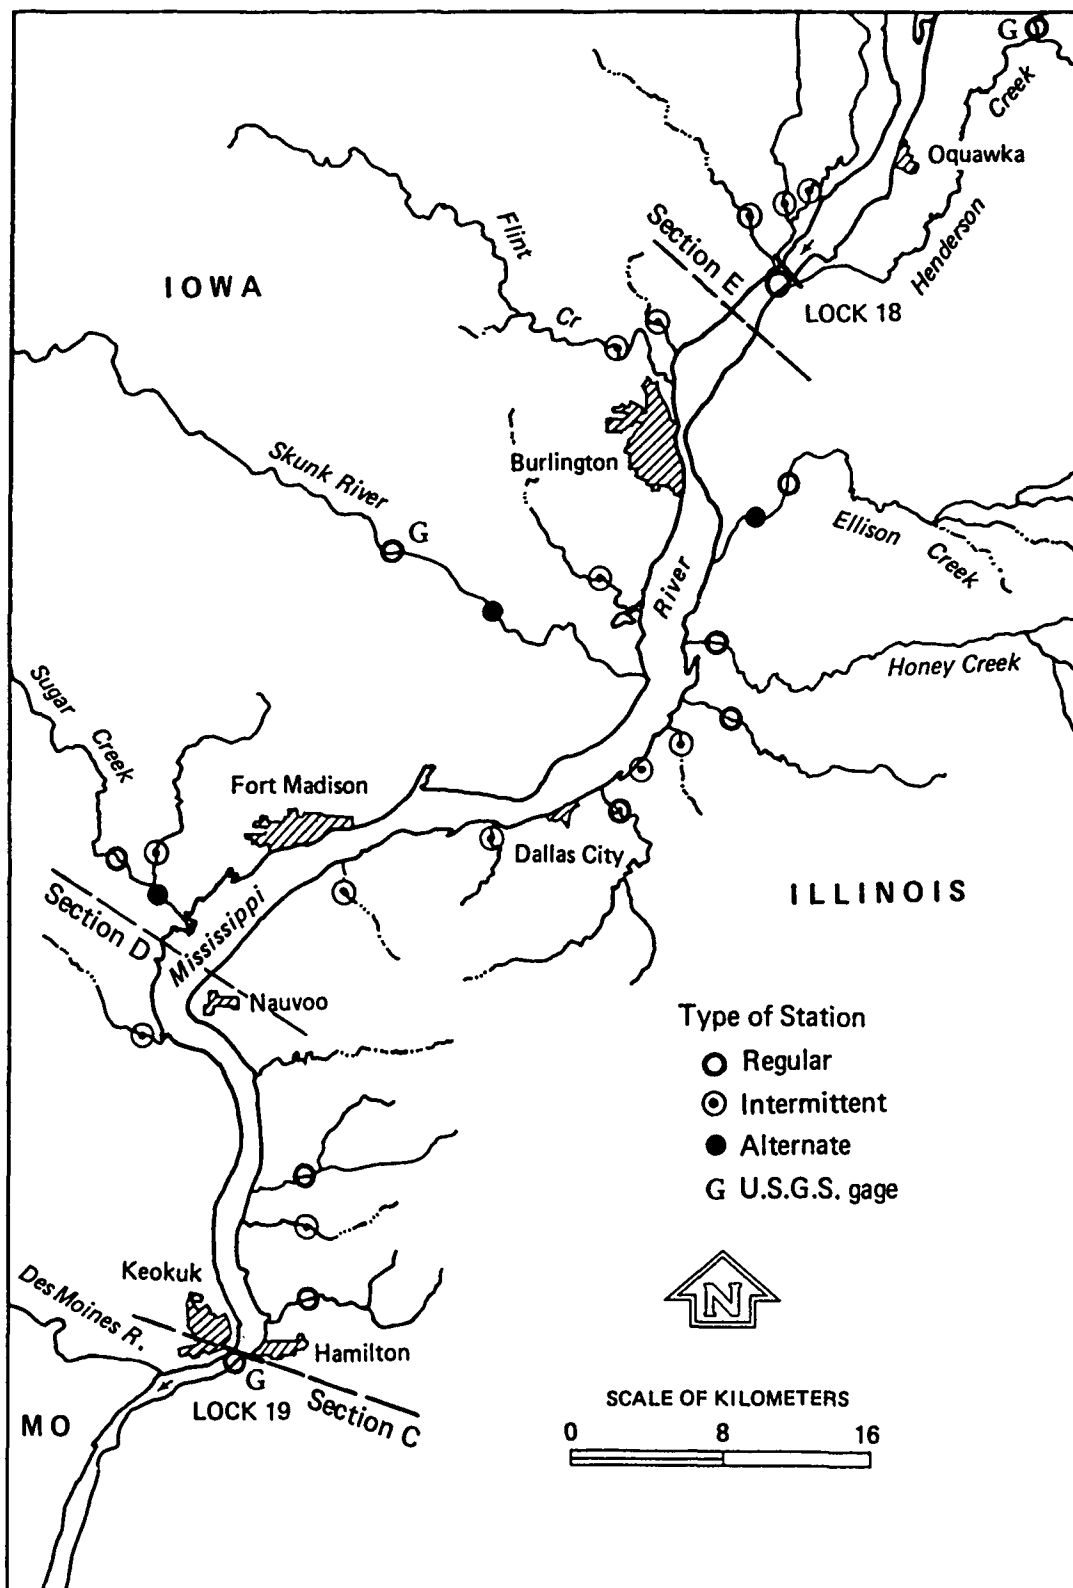 G
Creek
Oquawka
Henderson
Flint
Cr
Section E
LOCK 18
IOWA
Burlington
Skunk River
G
Ellison
Creek
River
Honey Creek
Sugar
Creek
Fort Madison
Dallas City
ILLINOIS
Section D
Mississippi
Nauvoo
Type of Station
Regular
Intermittent
Alternate
G U.S.G.S. gage
N
Keokuk
Des Moines R.
Hamilton
G
LOCK 19
Section C
MO
SCALE OF KILOMETERS
0 8 16